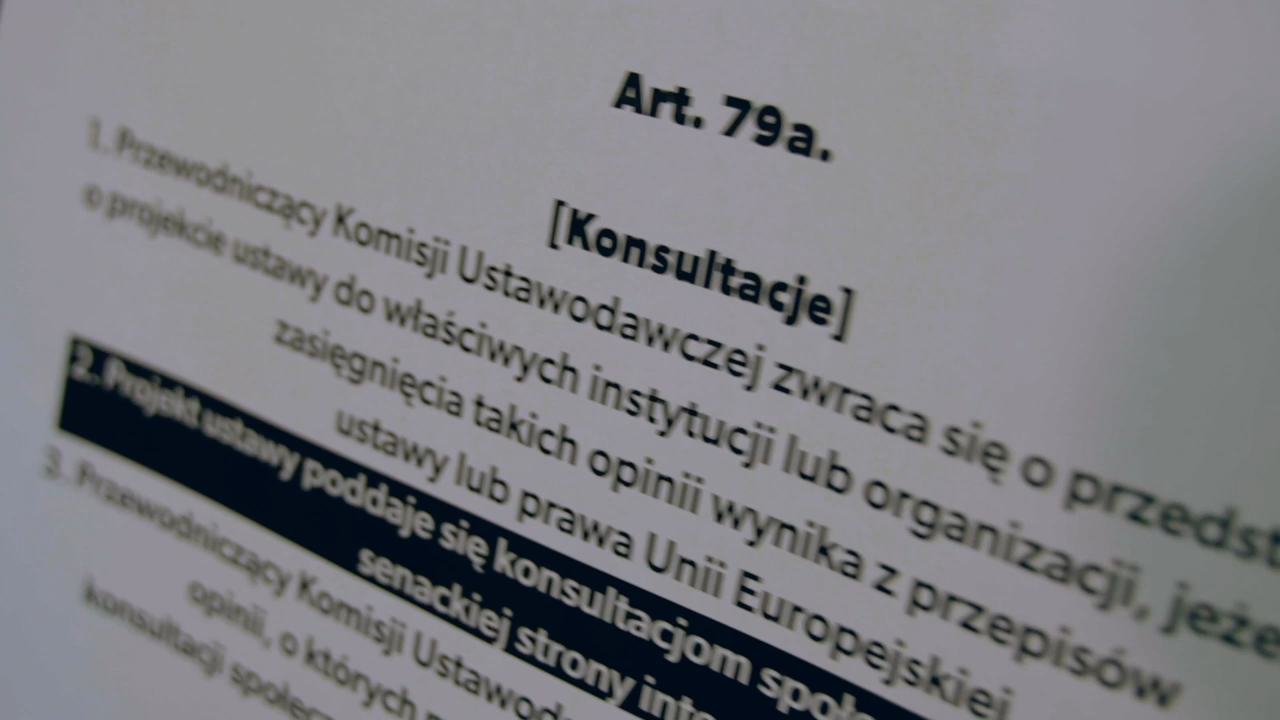 Art. 79a.
[Konsultacje]
1. Przewodniczący Komisji Ustawodawczej zwraca się o przedst
o projekcie ustawy do właściwych instytucji lub organizacji, jeże
zasięgnięcia takich opinii wynika z przepisów
ustawy lub prawa Unii Europejskiej
2. Projekt ustawy poddaje się konsultacjom społe
senackiej strony inte
3. Przewodniczący Komisji Ustawod
opinii, o których
konsultacji społecz